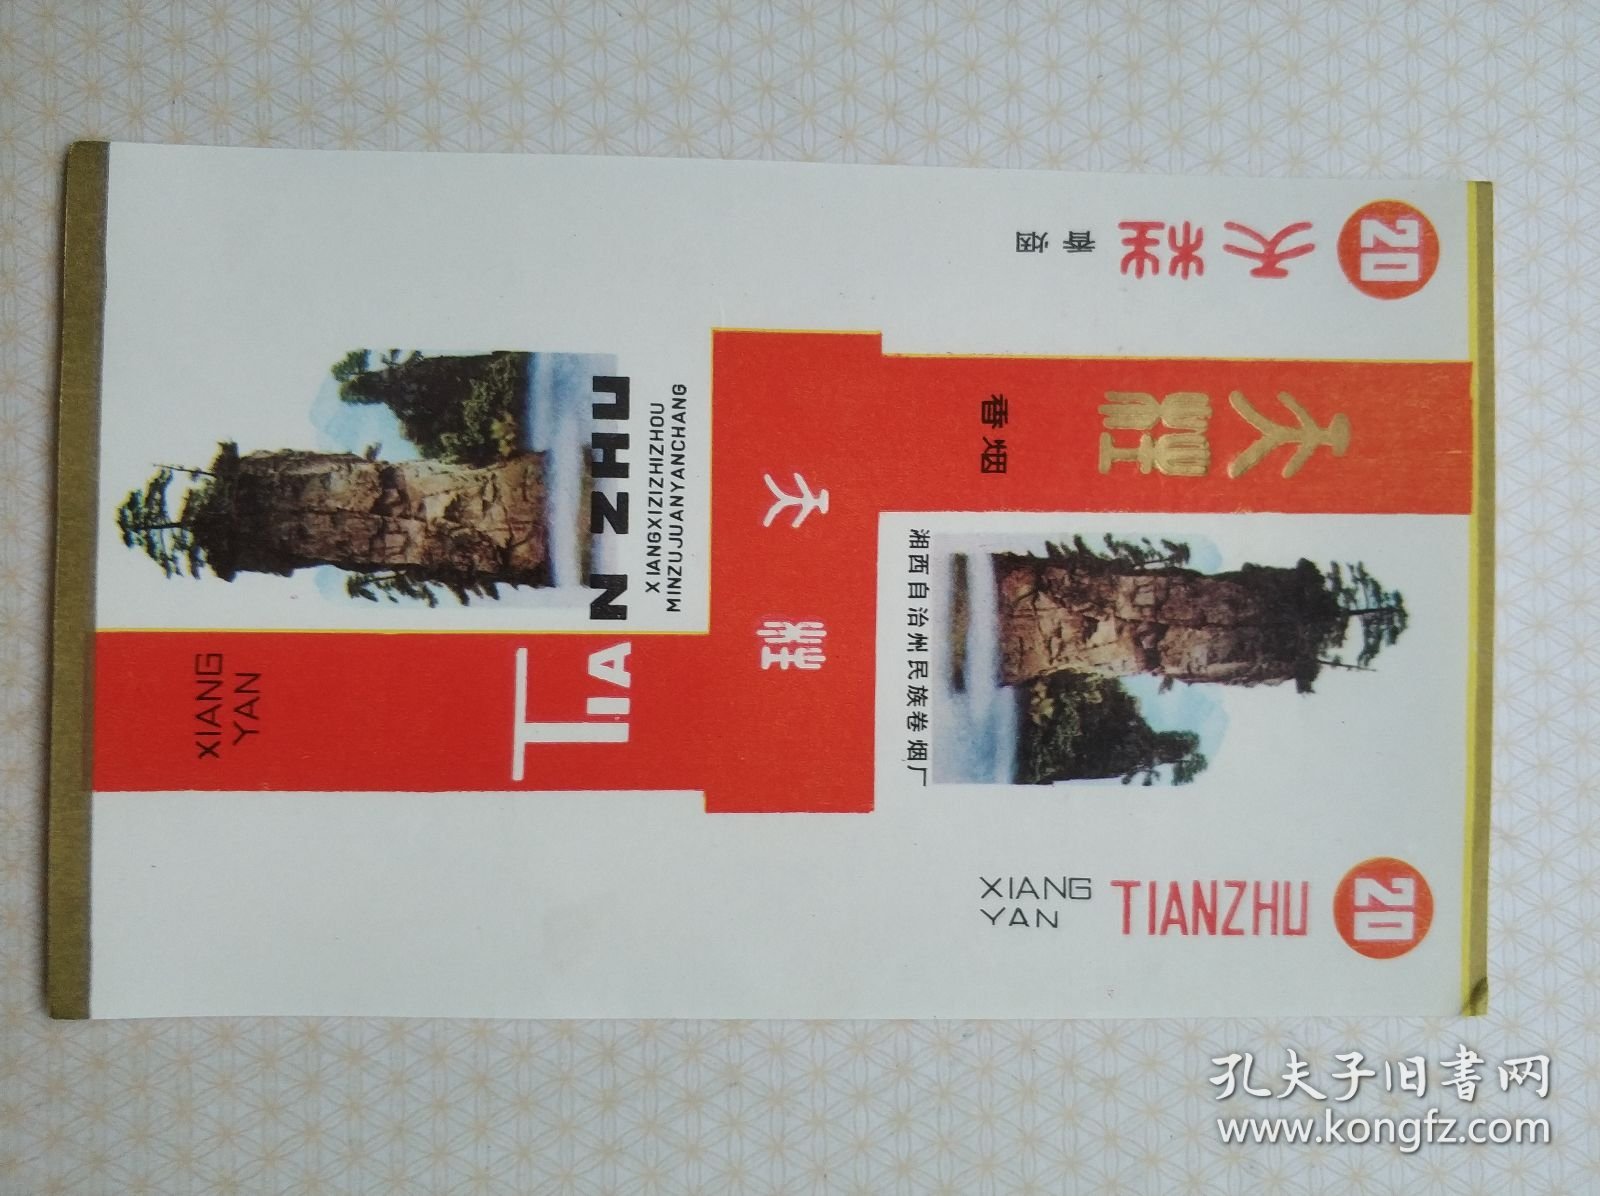 20
天柱
香烟
天柱
香烟
湘西自治州民族卷烟厂
天柱
TIAN ZHU
XIANGXIZIZHIZHOU
MINZUJUANYANCHANG
XIANG
YAN
20
TIANZHU
XIANG
YAN
孔夫子旧书网
www.kongfz.com